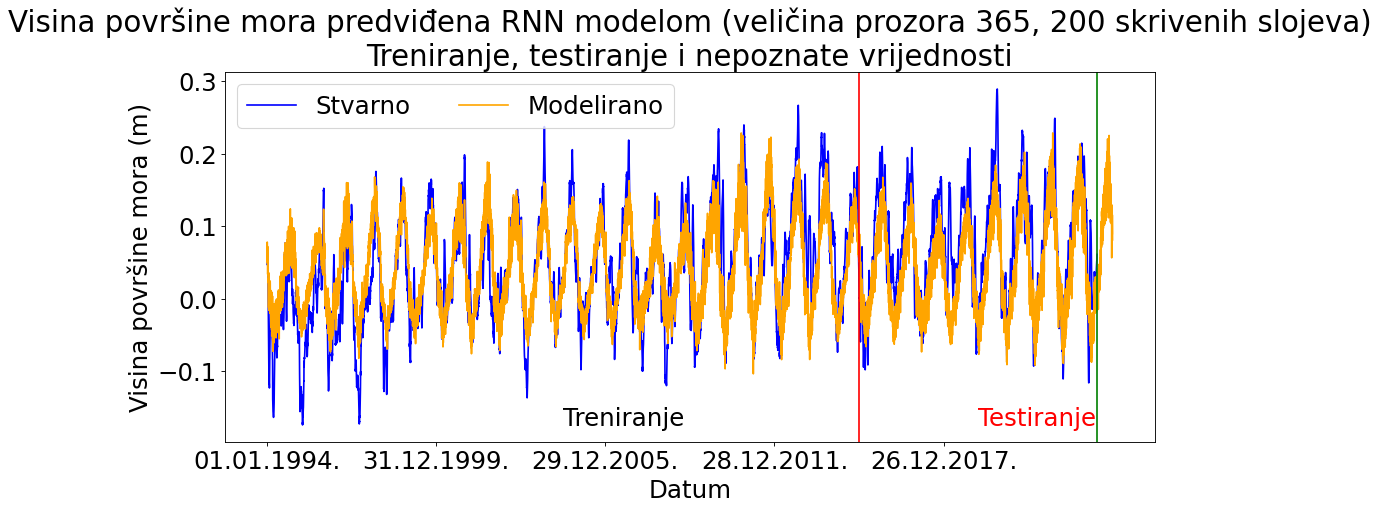 Visina površine mora predviđena RNN modelom (veličina prozora 365, 200 skrivenih slojeva)
Treniranje, testiranje i nepoznate vrijednosti
Stvarno
Modelirano
Visina površine mora (m)
0.3
0.2
0.1
0.0
−0.1
Treniranje
Testiranje
01.01.1994.
31.12.1999.
29.12.2005.
28.12.2011.
26.12.2017.
Datum